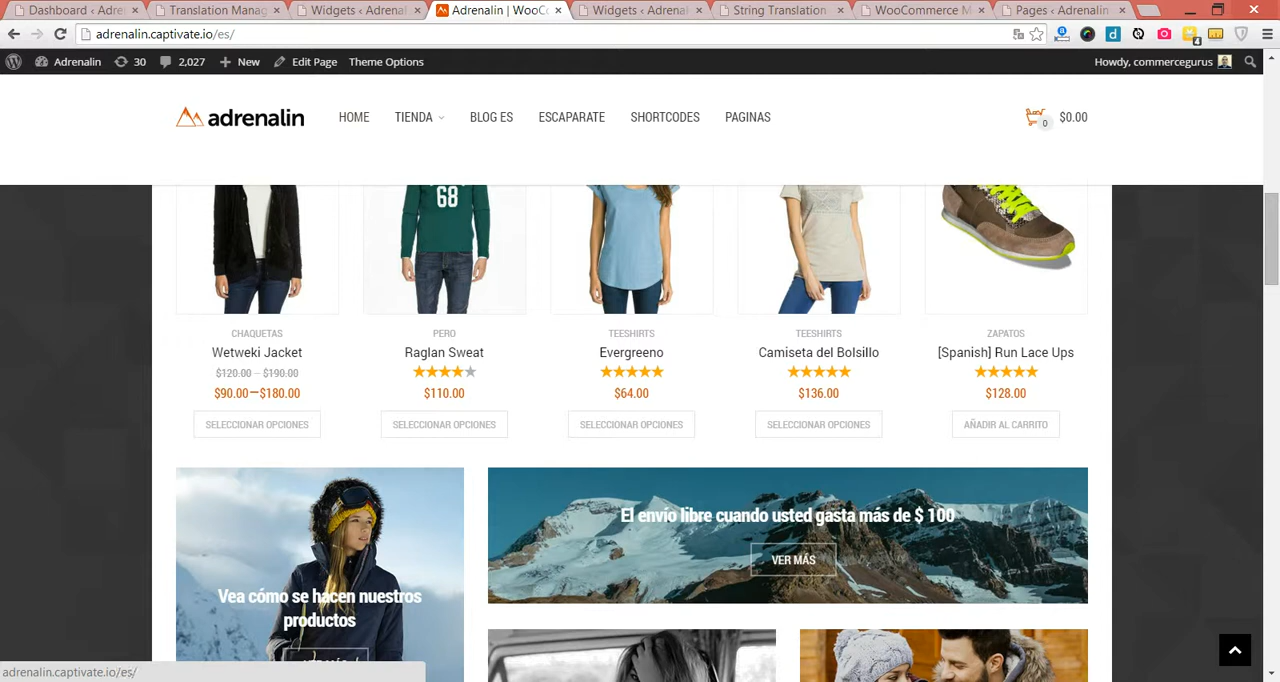 Dashboard ‹ Adren
Translation Manag
Widgets ‹ Adrenal
Adrenalin | WooCo
Widgets ‹ Adrenal
String Translation
WooCommerce M
Pages ‹ Adrenalin
adrenalin.captivate.io/es/
Adrenalin
30
2,027
New
Edit Page
Theme Options
Howdy, commercegurus
adrenalin
HOME
TIENDA
BLOG ES
ESCAPARATE
SHORTCODES
PAGINAS
0
$0.00
68
CHAQUETAS
PERO
TEESHIRTS
TEESHIRTS
ZAPATOS
Wetweki Jacket
Raglan Sweat
Evergreeno
Camiseta del Bolsillo
[Spanish] Run Lace Ups
$120.00 – $190.00
$90.00–$180.00
$110.00
$64.00
$136.00
$128.00
SELECCIONAR OPCIONES
SELECCIONAR OPCIONES
SELECCIONAR OPCIONES
SELECCIONAR OPCIONES
AÑADIR AL CARRITO
El envío libre cuando usted gasta más de $ 100
VER MÁS
Vea cómo se hacen nuestros
productos
adrenalin.captivate.io/es/